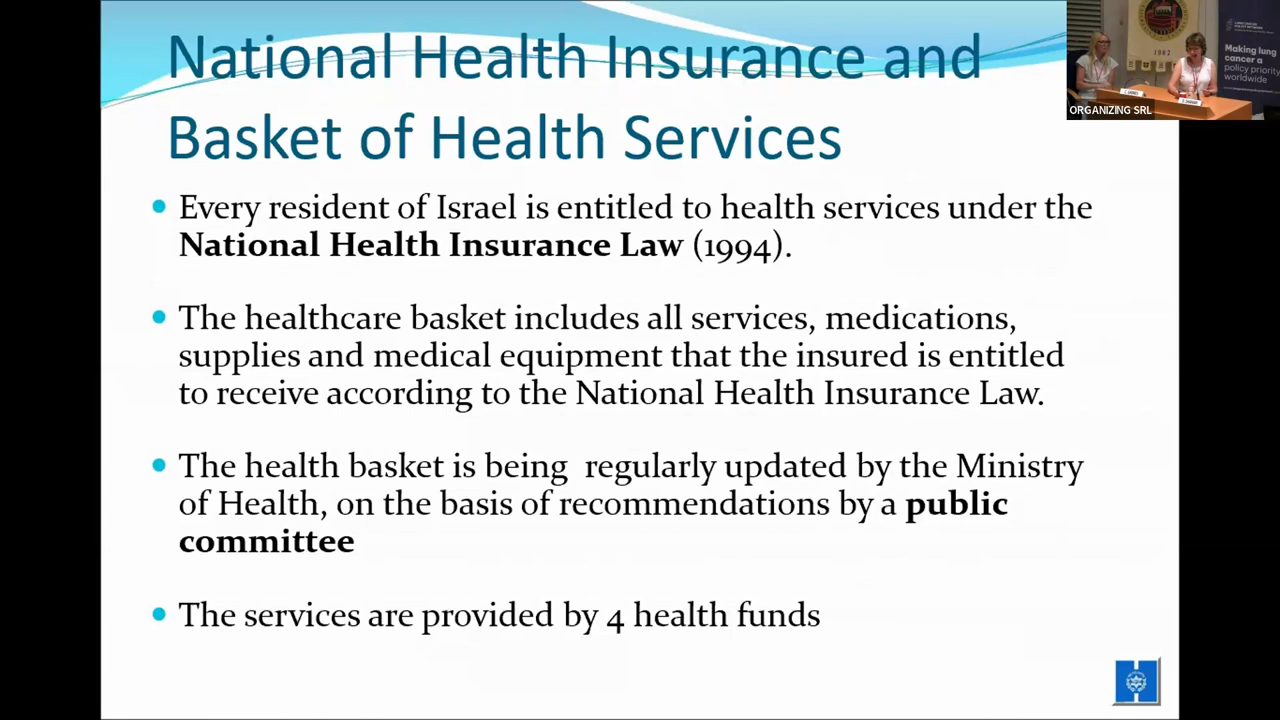 National Health Insurance and
Basket of Health Services
Every resident of Israel is entitled to health services under the
National Health Insurance Law (1994).
The healthcare basket includes all services, medications,
supplies and medical equipment that the insured is entitled
to receive according to the National Health Insurance Law.
The health basket is being  regularly updated by the Ministry
of Health, on the basis of recommendations by a public
committee
The services are provided by 4 health funds
1982
Making lung
cancer a
policy priority
worldwide
ORGANIZING SRL